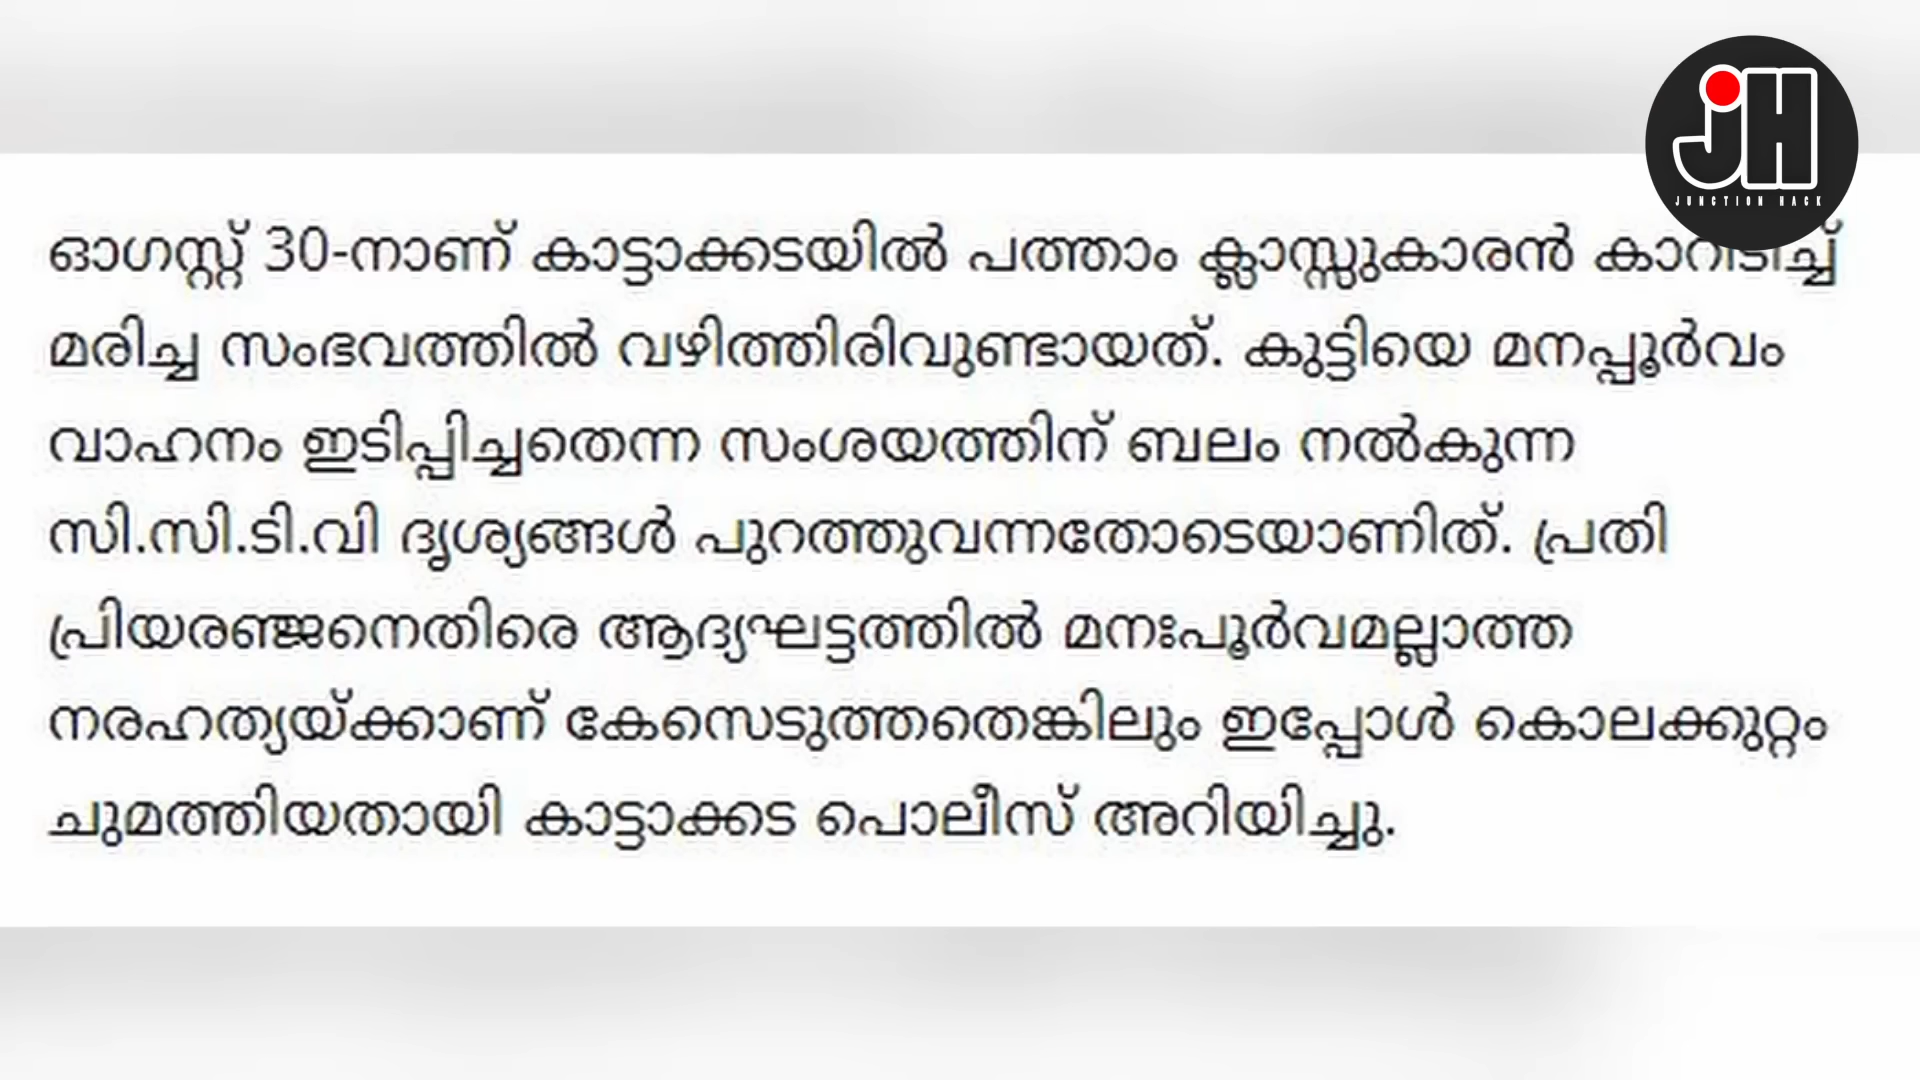 JH
JUNCTION HACK
ഓഗസ്റ്റ് 30-നാണ് കാട്ടാക്കടയിൽ പത്താം ക്ലാസ്സുകാരൻ കാറിടിച്ച്
മരിച്ച സംഭവത്തിൽ വഴിത്തിരിവുണ്ടായത്. കുട്ടിയെ മനപ്പൂർവം
വാഹനം ഇടിപ്പിച്ചതെന്ന സംശയത്തിന് ബലം നൽകുന്ന
സി.സി.ടി.വി ദൃശ്യങ്ങൾ പുറത്തുവന്നതോടെയാണിത്. പ്രതി
പ്രിയരഞ്ജനെതിരെ ആദ്യഘട്ടത്തിൽ മനഃപൂർവമല്ലാത്ത
നരഹത്യയ്ക്കാണ് കേസെടുത്തതെങ്കിലും ഇപ്പോൾ കൊലക്കുറ്റം
ചുമത്തിയതായി കാട്ടാക്കട പൊലീസ് അറിയിച്ചു.